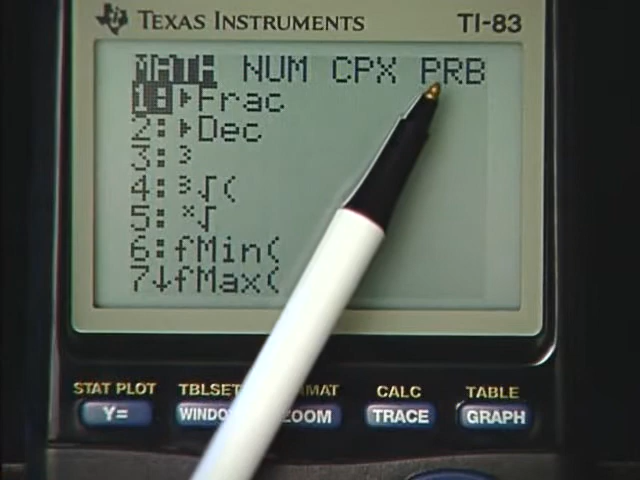 TEXAS INSTRUMENTS TI-83
MATH NUM CPX PRB
1:▸Frac
2:▸Dec
3:³
4:³√(
5:ˣ√
6:fMin(
7↓fMax(
STAT PLOT TBLSET CALC TABLE
Y= ZOOM TRACE GRAPH